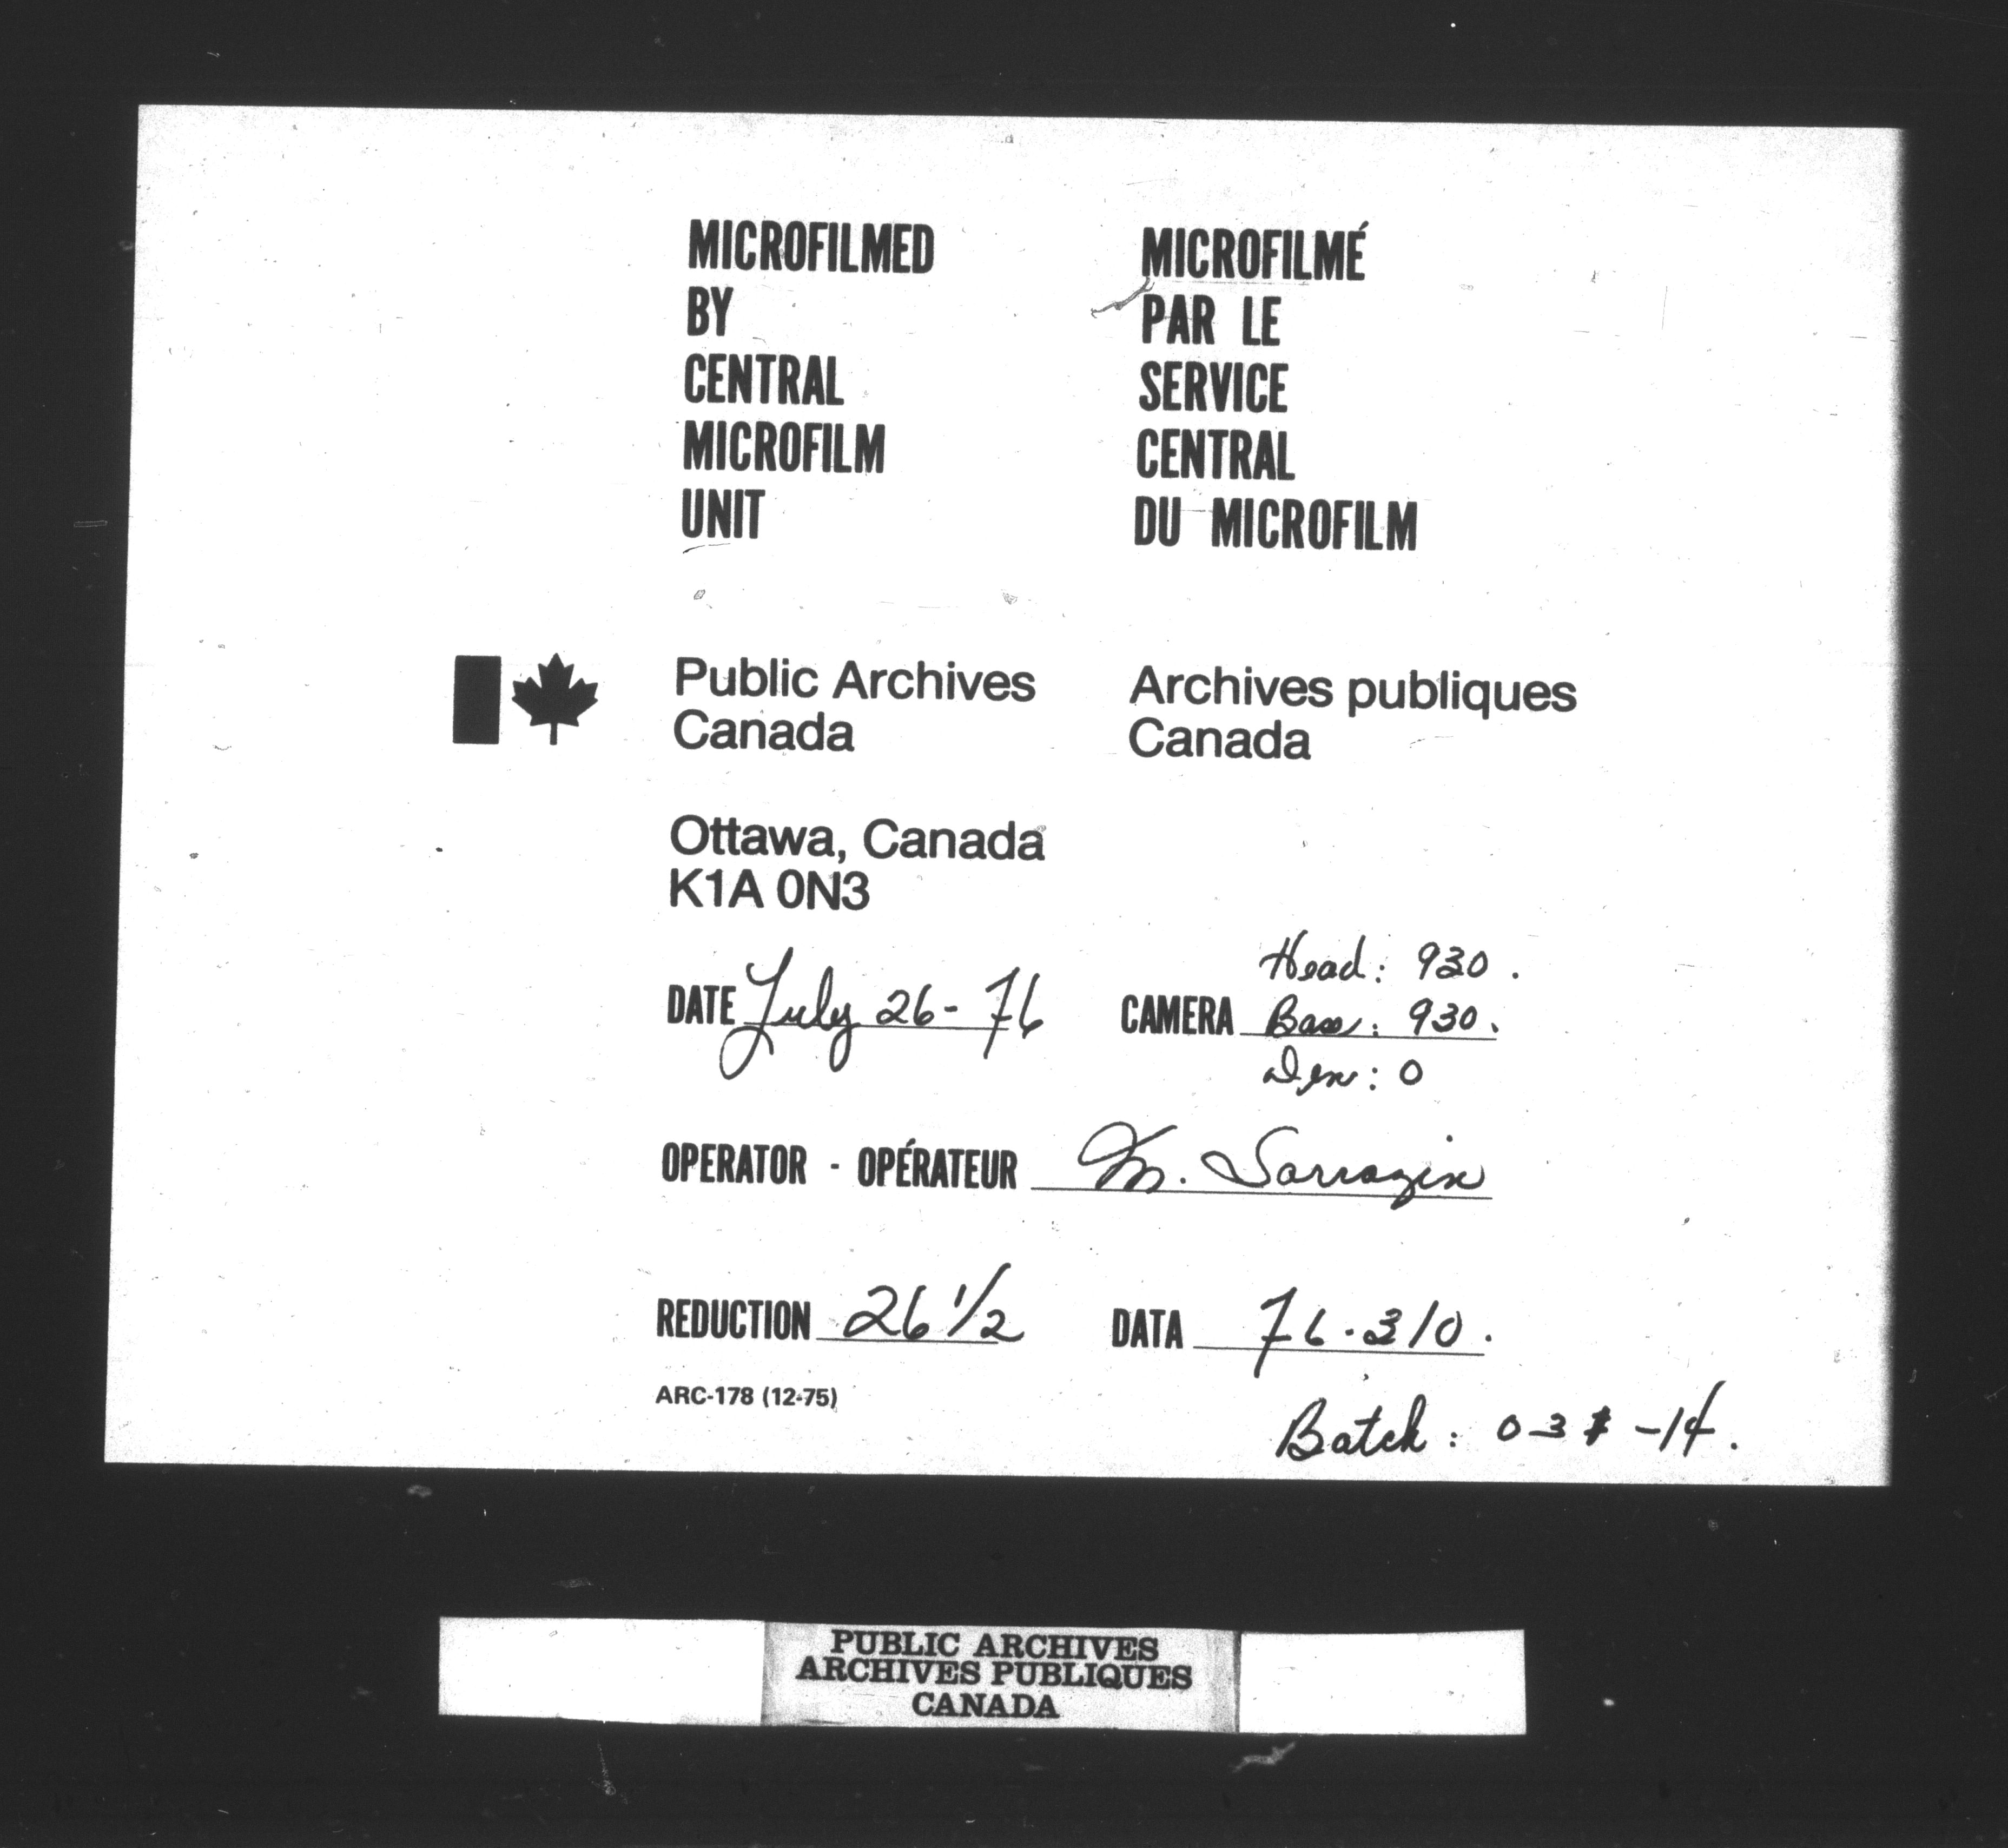 MICROFILMED
BY
CENTRAL
MICROFILM
UNIT
MICROFILMÉ
PAR LE
SERVICE
CENTRAL
DU MICROFILM
Public Archives
Canada
Archives publiques
Canada
Ottawa, Canada
K1A 0N3
DATE July 26-76
Head: 930.
CAMERA Base: 930.
: 0
OPERATOR - OPÉRATEUR M. Sarrazin
REDUCTION 26 1/2
DATA 76.310.
ARC-178 (12-75)
Batch: 03 -14.
PUBLIC ARCHIVES
ARCHIVES PUBLIQUES
CANADA